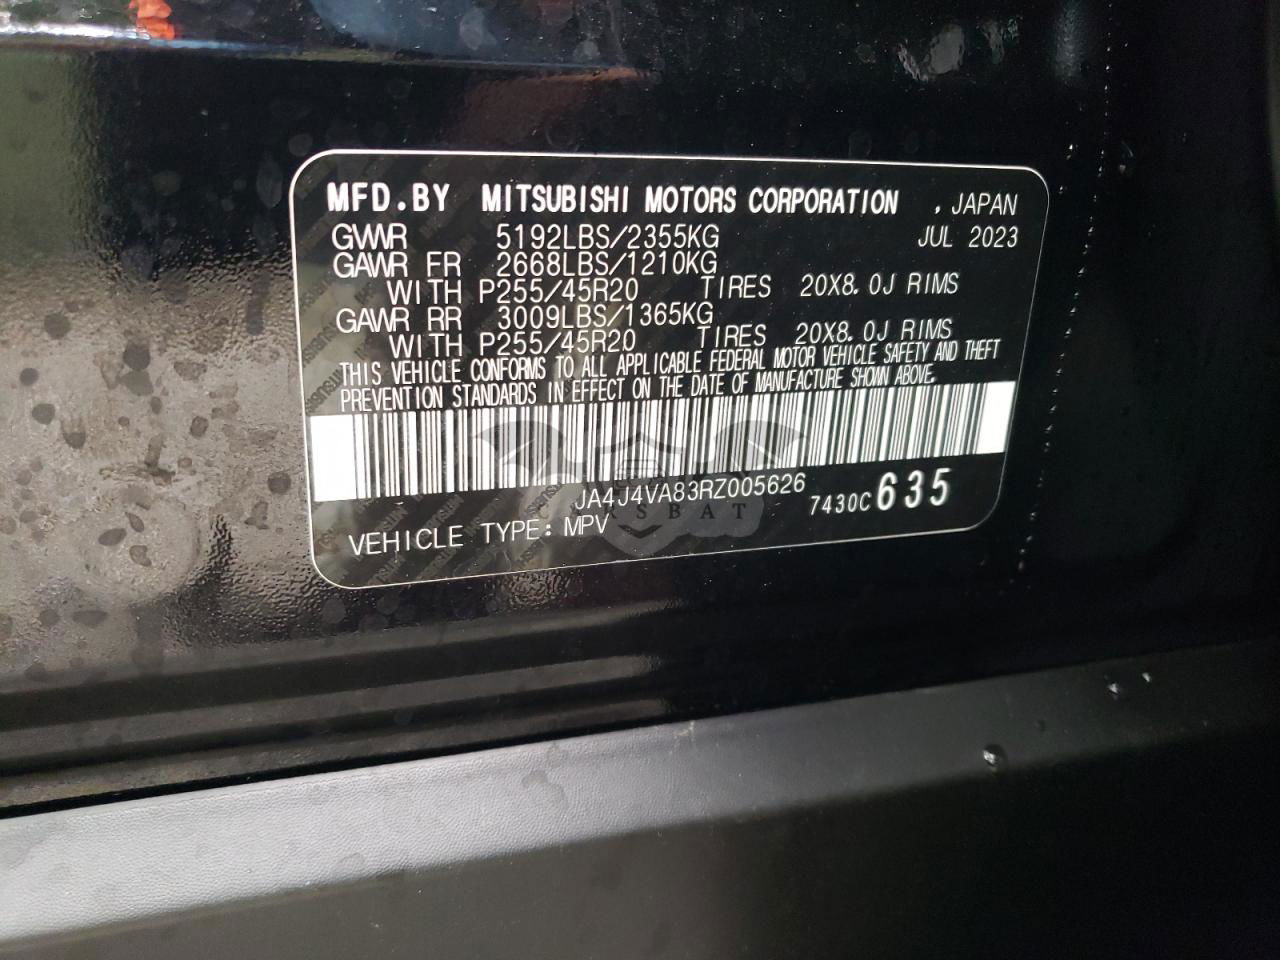 MFD.BY MITSUBISHI MOTORS CORPORATION , JAPAN
GVWR 5192LBS/2355KG JUL 2023
GAWR FR 2668LBS/1210KG
WITH P255/45R20 TIRES 20X8.0J RIMS
GAWR RR 3009LBS/1365KG
WITH P255/45R20 TIRES 20X8.0J RIMS
THIS VEHICLE CONFORMS TO ALL APPLICABLE FEDERAL MOTOR VEHICLE SAFETY AND THEFT
PREVENTION STANDARDS IN EFFECT ON THE DATE OF MANUFACTURE SHOWN ABOVE.
JA4J4VA83RZ005626
7430C 635
VEHICLE TYPE: MPV